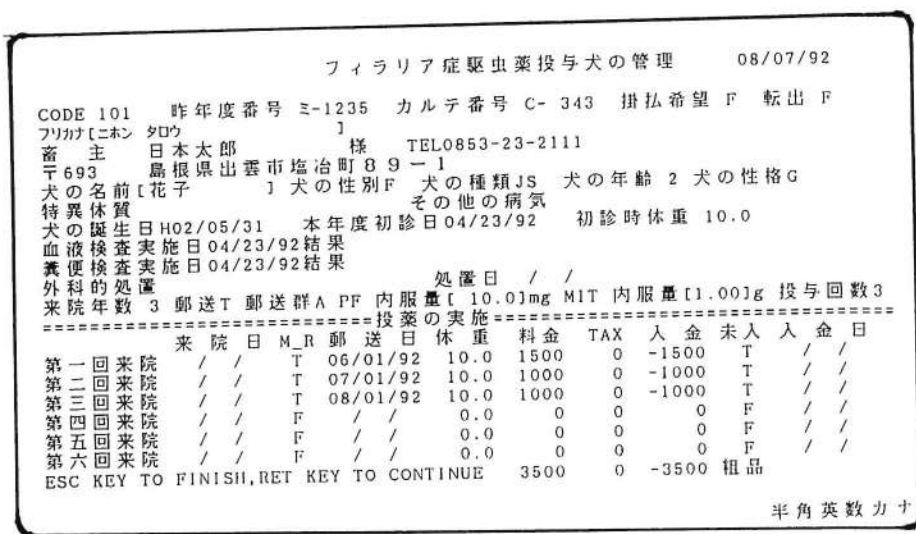 フィラリア症駆虫薬投与犬の管理 08/07/92
CODE 101 昨年度番号 ミ-1235 カルテ番号 C- 343 掛払希望 F 転出 F
フリカナ[ニホン タロウ ]
畜 主 日本太郎 様 TEL0853-23-2111
〒693 島根県出雲市塩冶町89-1
犬の名前[花子 ] 犬の性別F 犬の種類JS 犬の年齢 2 犬の性格G
特異体質 その他の病気
犬の誕生日H02/05/31 本年度初診日04/23/92 初診時体重 10.0
血液検査実施日04/23/92結果
糞便検査実施日04/23/92結果
外科的処置 処置日 / /
来院年数 3 郵送T 郵送群A PF 内服量[ 10.0]mg MIT 内服量[1.00]g 投与回数3
=============================投薬の実施===================================
来 院 日 M_R 郵 送 日 体 重 料金 TAX 入 金 未入 入 金 日
第一回来院 / / T 06/01/92 10.0 1500 0 -1500 T / /
第二回来院 / / T 07/01/92 10.0 1000 0 -1000 T / /
第三回来院 / / T 08/01/92 10.0 1000 0 -1000 T / /
第四回来院 / / F / / 0.0 0 0 0 F / /
第五回来院 / / F / / 0.0 0 0 0 F / /
第六回来院 / / F / / 0.0 0 0 0 F / /
ESC KEY TO FINISH,RET KEY TO CONTINUE 3500 0 -3500 粗品
半角英数カナ